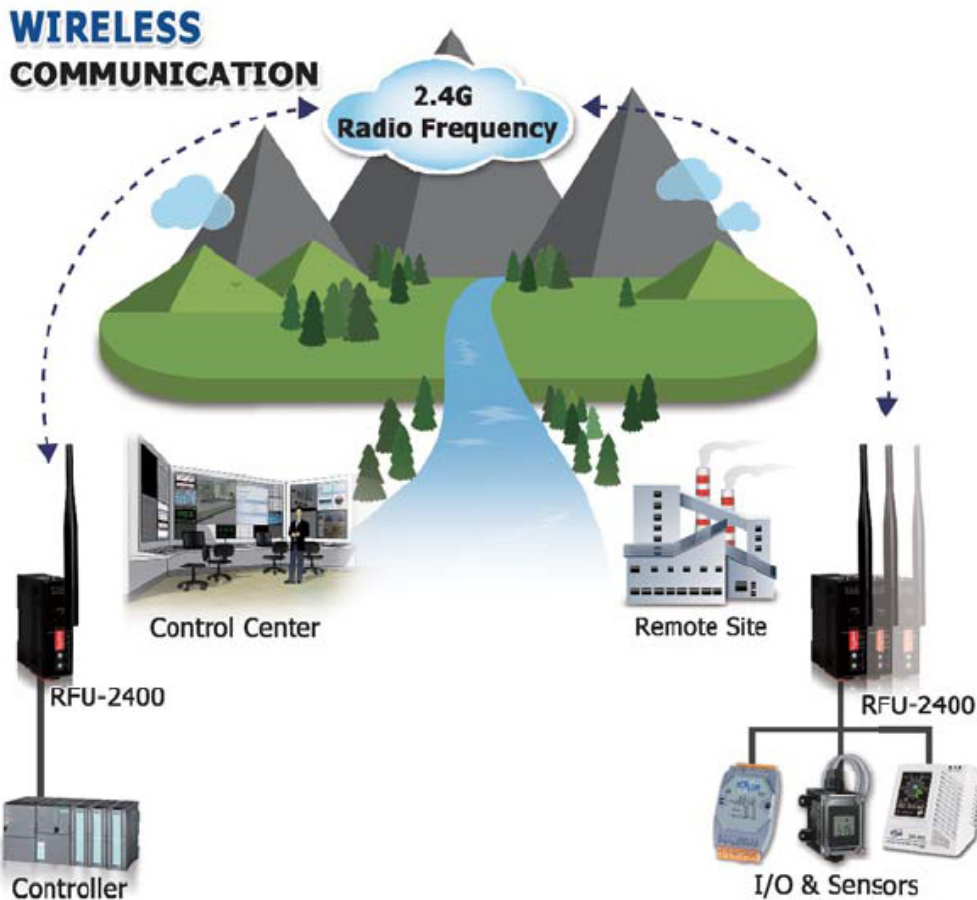 WIRELESS
COMMUNICATION
2.4G
Radio Frequency
Control Center
Remote Site
RFU-2400
RFU-2400
Controller
I/O & Sensors